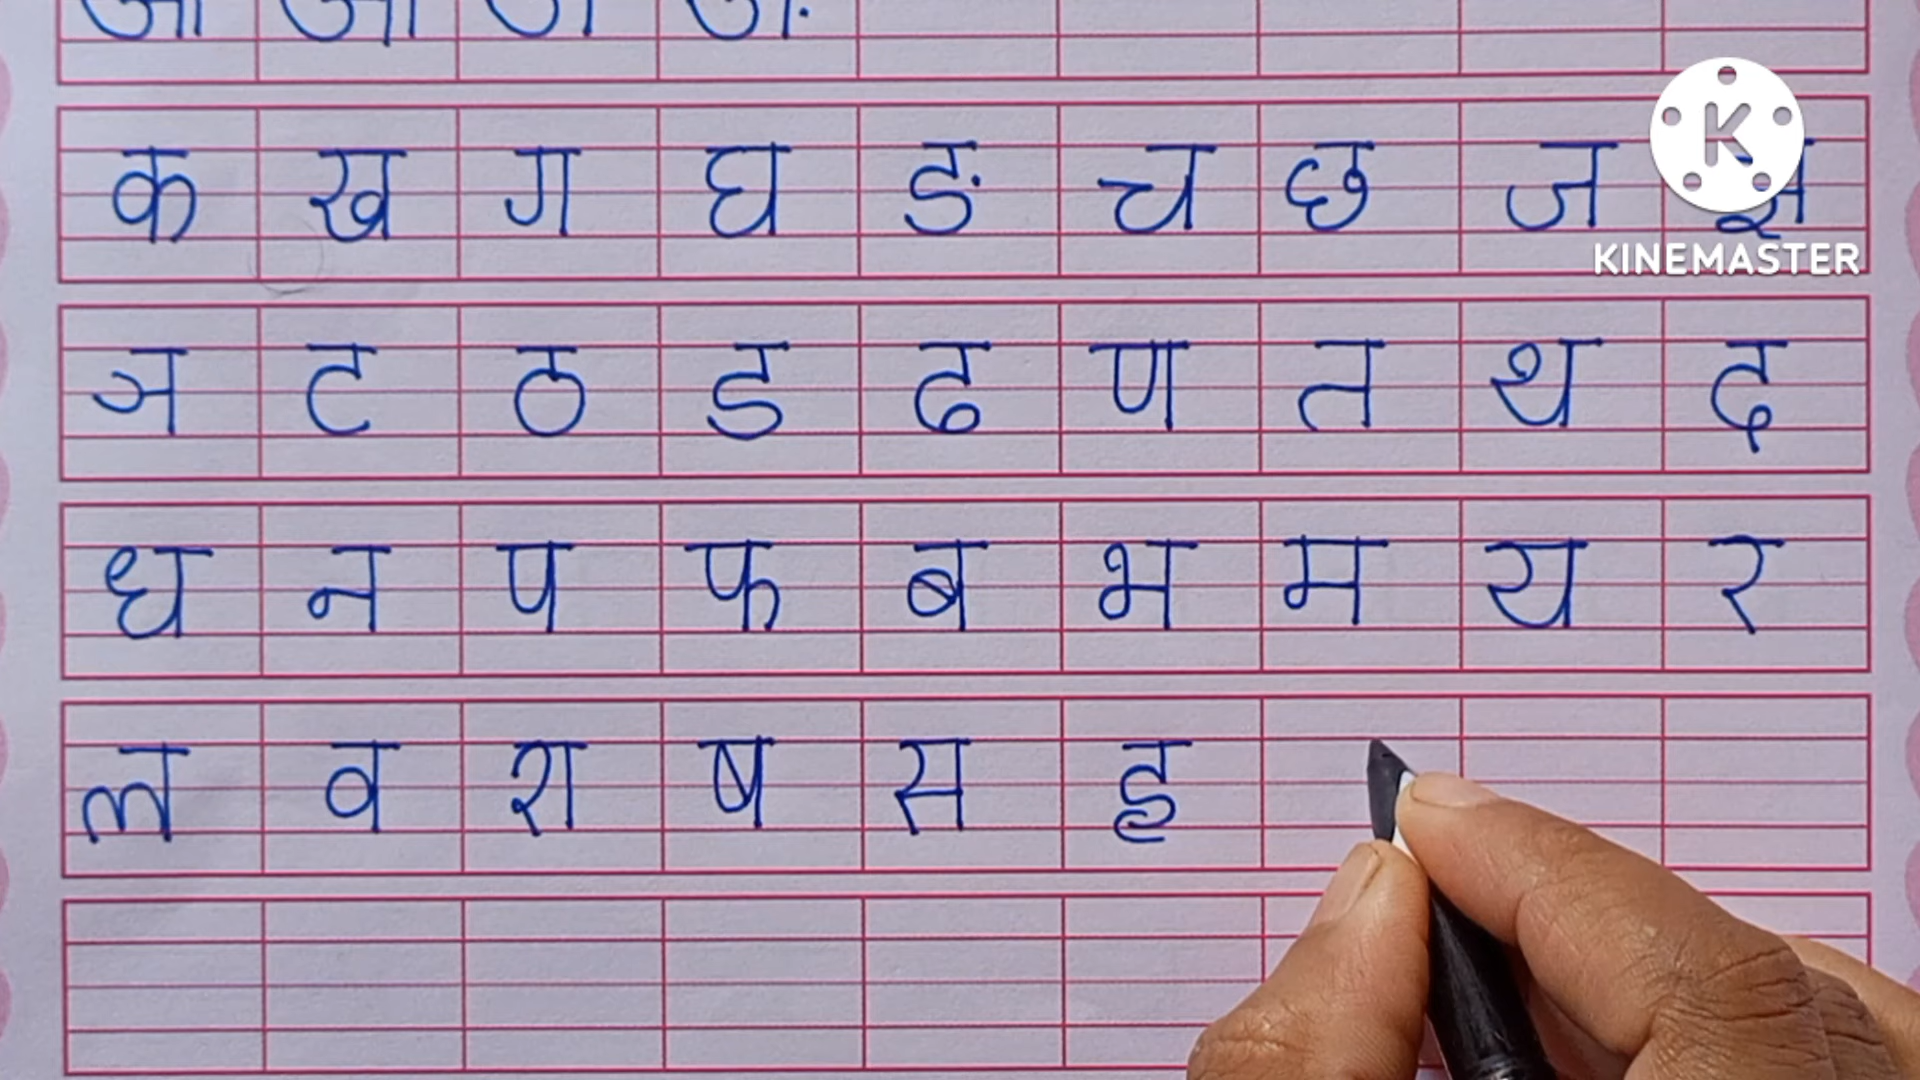 क ख ग घ ङ च छ ज झ
ञ ट ठ ड ढ ण त थ द
ध न प फ ब भ म य र
ल व श ष स ह
KINEMASTER